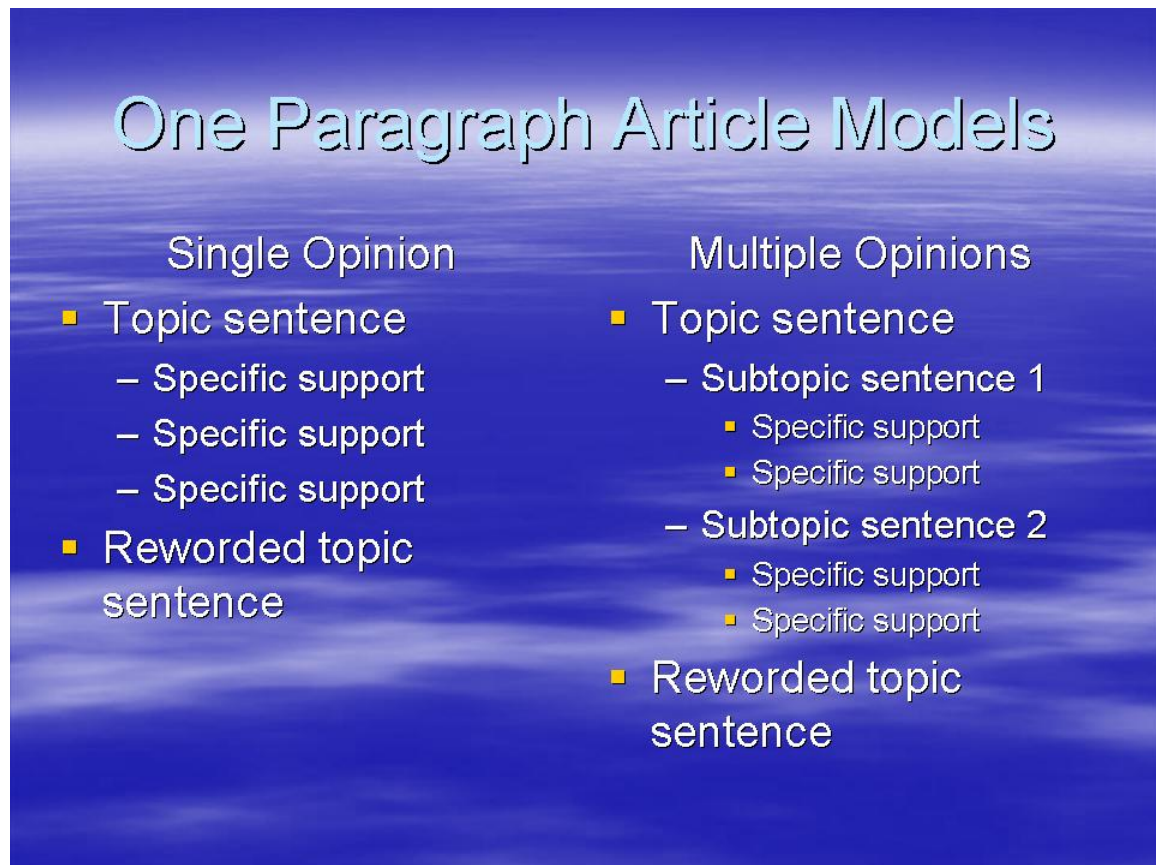 One Paragraph Article Models
Single Opinion
▪ Topic sentence
– Specific support
– Specific support
– Specific support
▪ Reworded topic
sentence
Multiple Opinions
▪ Topic sentence
– Subtopic sentence 1
▪ Specific support
▪ Specific support
– Subtopic sentence 2
▪ Specific support
▪ Specific support
▪ Reworded topic
sentence